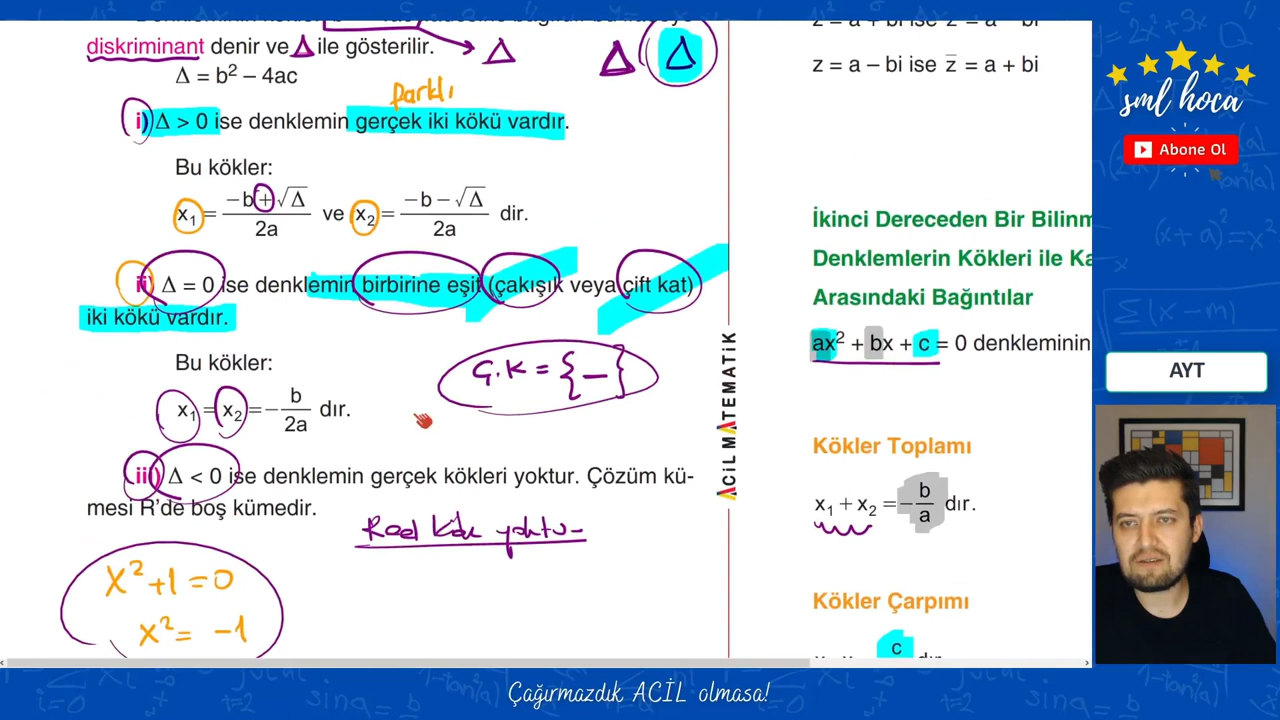 diskriminant denir ve Δ ile gösterilir.
Δ
Δ
Δ
Δ = b² – 4ac
farklı
i) Δ > 0 ise denklemin gerçek iki kökü vardır.
Bu kökler:
x₁ = (–b + √Δ) / 2a ve x₂ = (–b – √Δ) / 2a dir.
ii) Δ = 0 ise denklemin birbirine eşit (çakışık veya çift kat)
iki kökü vardır.
Ç.K = { _ }
Bu kökler:
x₁ = x₂ = – b / 2a dır.
iii) Δ < 0 ise denklemin gerçek kökleri yoktur. Çözüm kü-
mesi R'de boş kümedir.
Reel kök yoktur
x² + 1 = 0
x² = -1
ACİL MATEMATİK
z = a – bi ise z̅ = a + bi
İkinci Dereceden Bir Bilinm
Denklemlerin Kökleri ile Ka
Arasındaki Bağıntılar
ax² + bx + c = 0 denkleminin
Kökler Toplamı
x₁ + x₂ = – b / a dır.
Kökler Çarpımı
c
sml hoca
Abone Ol
AYT
Çağırmazdık ACİL olmasa!